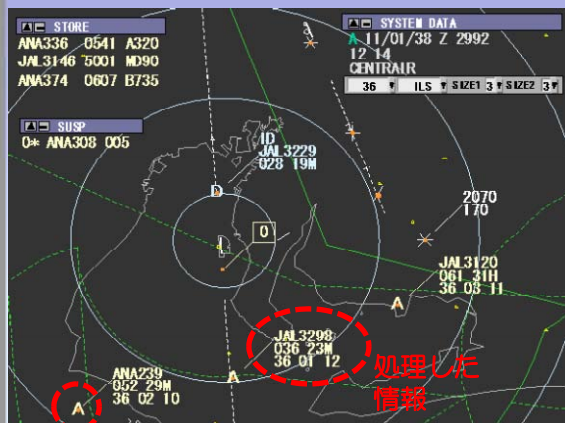 STORE
ANA336 0541 A320
JAL3146 5001 MD90
ANA374 0607 B735
SUSP
0* ANA308 005
SYSTEM DATA
A 11/01/38 Z 2992
12 14
CENTRAIR
36 ILS SIZE1 3 SIZE2 3
ID
JAL3229
028 19M
D
0
2070
170
JAL3120
061 31H
36 03 11
A
JAL3298
036 23M
36 01 12
A
処理した
情報
ANA239
052 29M
36 02 10
A